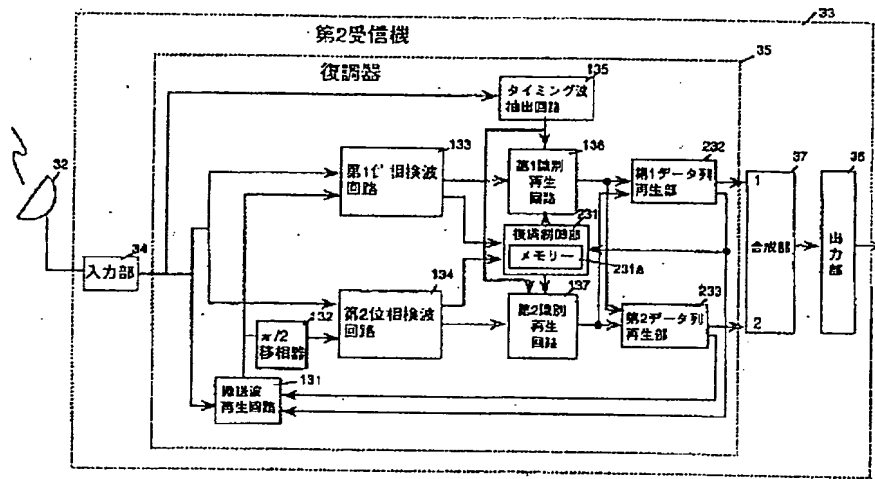 33
第2受信機
35
復調器
135
タイミング波
抽出回路
32
133
第1位相検波
回路
136
第1識別
再生
回路
232
第1データ列
再生部
37
36
1
合成部
2
出力部
34
入力部
231
復調制御部
メモリー
231a
134
第2位相検波
回路
132
π/2
移相器
137
第2識別
再生
回路
233
第2データ列
再生部
131
搬送波
再生回路